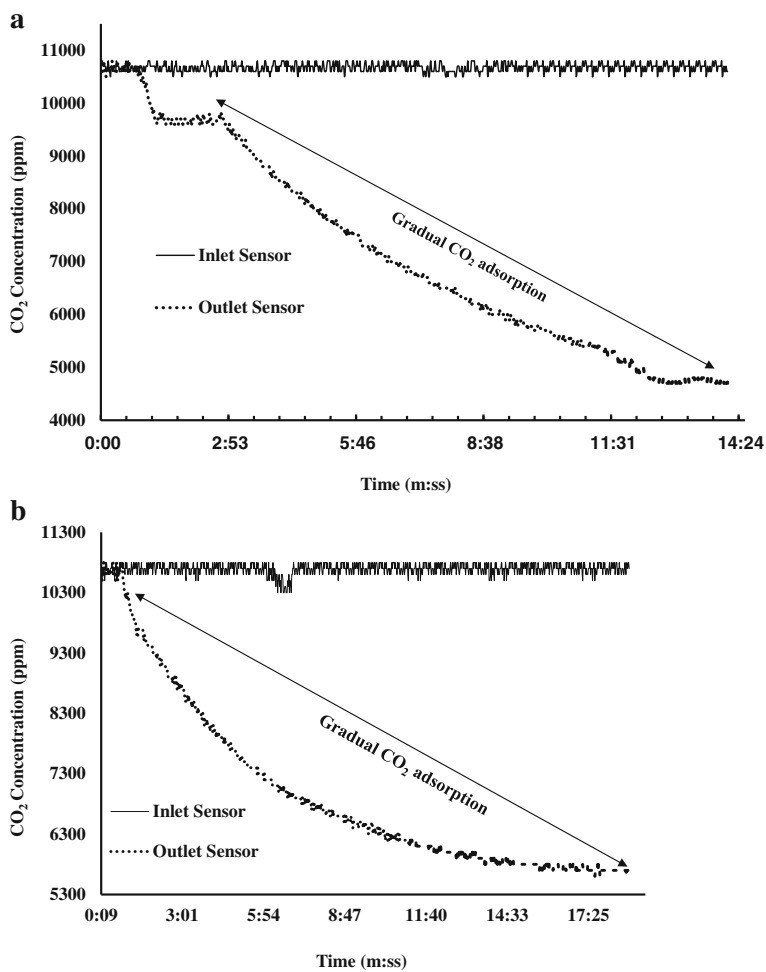 a
11000
10000
9000
8000
7000
6000
5000
4000
CO2 Concentration (ppm)
Gradual CO2 adsorption
Inlet Sensor
Outlet Sensor
0:00 2:53 5:46 8:38 11:31 14:24
Time (m:ss)
b
11300
10300
9300
8300
7300
6300
5300
CO2 Concentration (ppm)
Gradual CO2 adsorption
Inlet Sensor
Outlet Sensor
0:09 3:01 5:54 8:47 11:40 14:33 17:25
Time (m:ss)